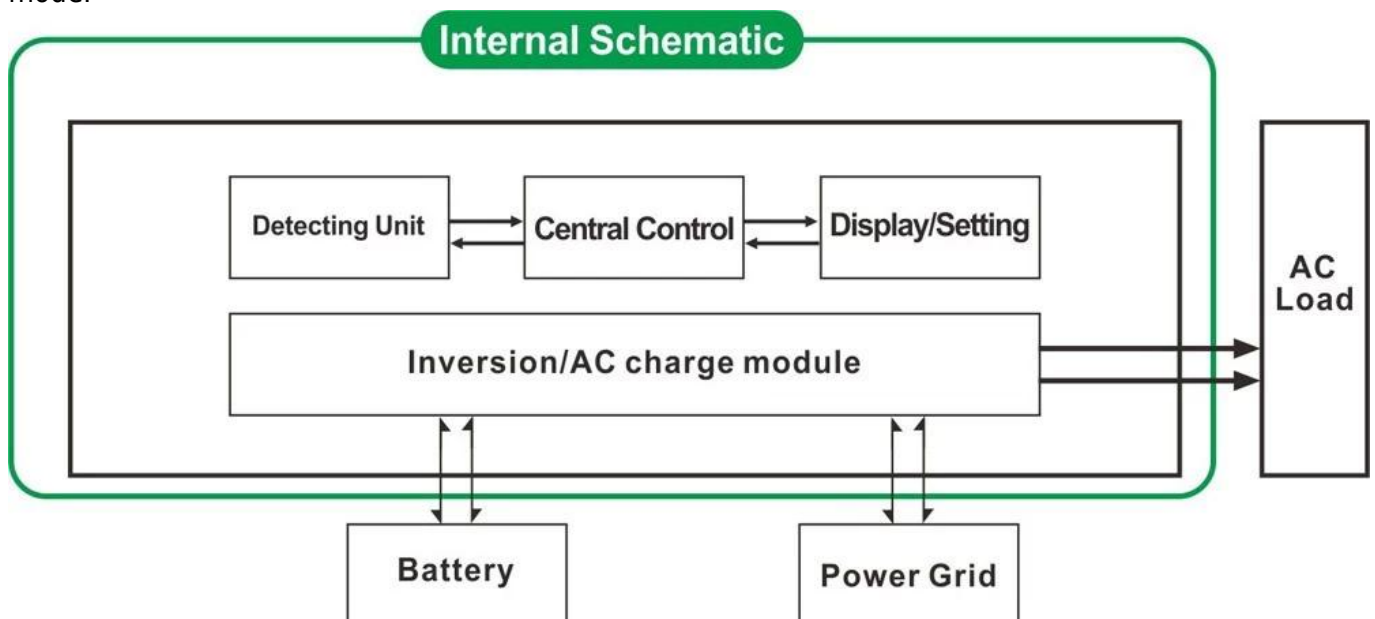 Internal Schematic
Detecting Unit
Central Control
Display/Setting
AC
Load
Inversion/AC charge module
Battery
Power Grid